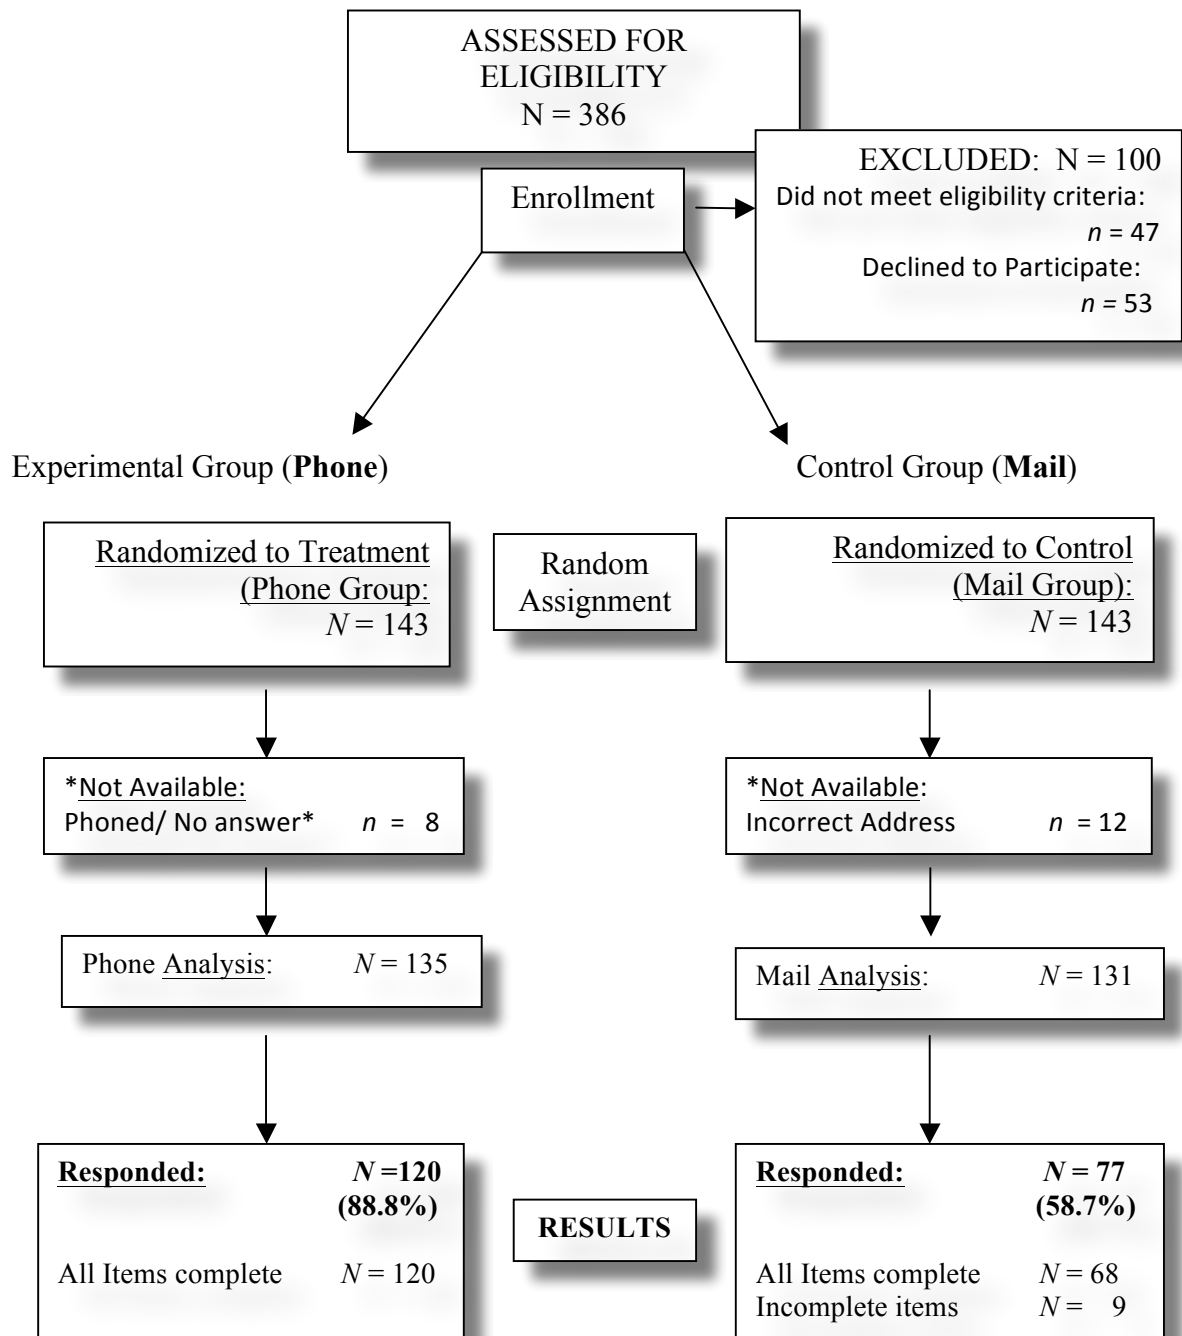 ASSESSED FOR
ELIGIBILITY
N = 386
EXCLUDED: N = 100
Did not meet eligibility criteria:
n = 47
Declined to Participate:
n = 53
Enrollment
Experimental Group (Phone)
Control Group (Mail)
Randomized to Treatment
(Phone Group:
N = 143
Random
Assignment
Randomized to Control
(Mail Group):
N = 143
*Not Available:
Phoned/ No answer* n = 8
*Not Available:
Incorrect Address n = 12
Phone Analysis: N = 135
Mail Analysis: N = 131
Responded: N =120
(88.8%)
All Items complete N = 120
RESULTS
Responded: N = 77
(58.7%)
All Items complete N = 68
Incomplete items N = 9